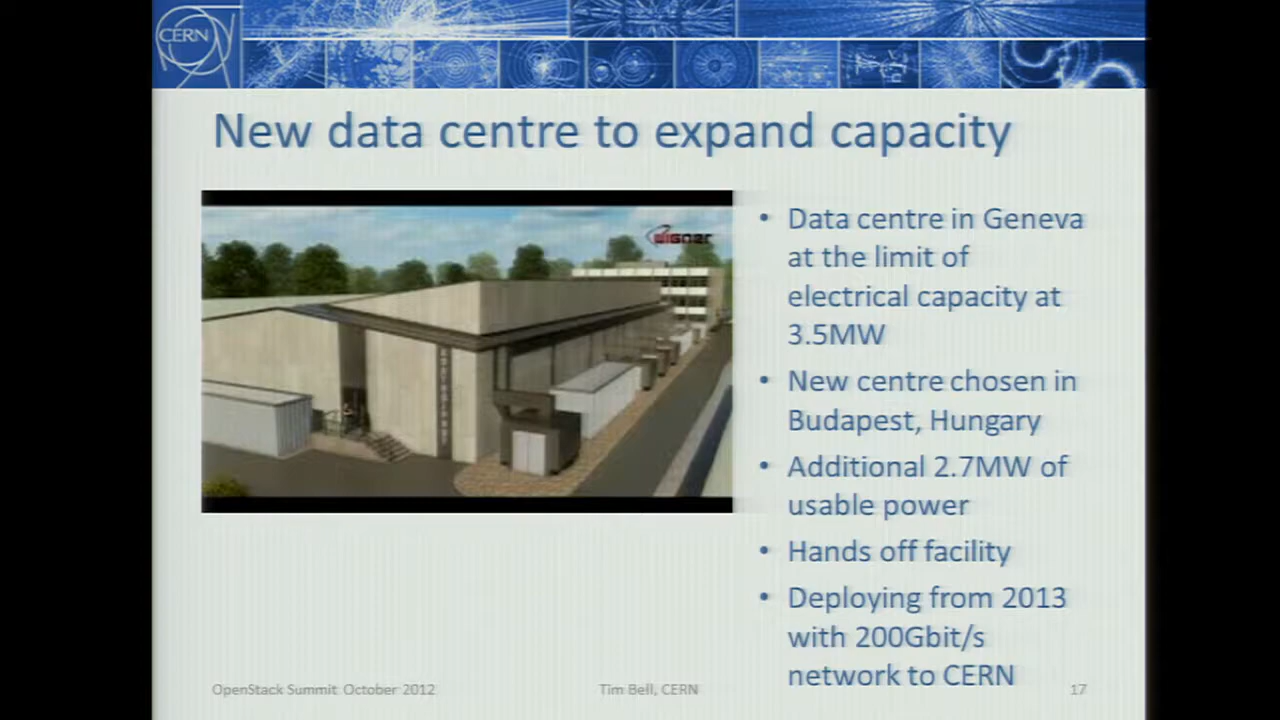 CERN
New data centre to expand capacity
wigner
• Data centre in Geneva
at the limit of
electrical capacity at
3.5MW
• New centre chosen in
Budapest, Hungary
• Additional 2.7MW of
usable power
• Hands off facility
• Deploying from 2013
with 200Gbit/s
network to CERN
OpenStack Summit October 2012
Tim Bell, CERN
17